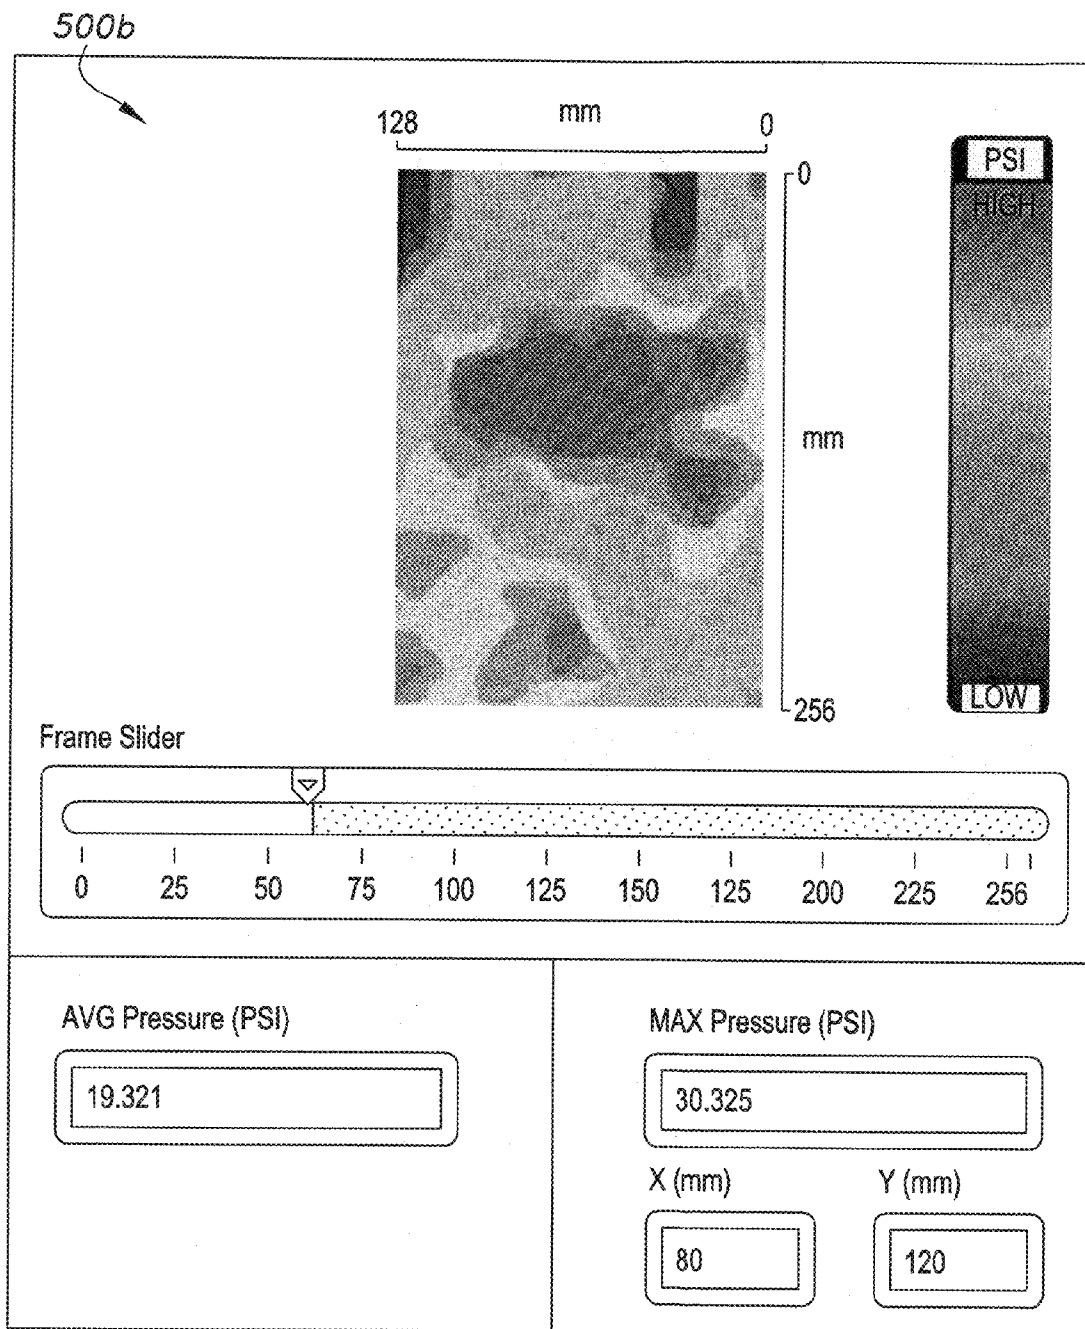 500b
128 mm 0
0
PSI
HIGH
mm
256
LOW
Frame Slider
0 25 50 75 100 125 150 125 200 225 256
AVG Pressure (PSI)
19.321
MAX Pressure (PSI)
30.325
X (mm) Y (mm)
80 120